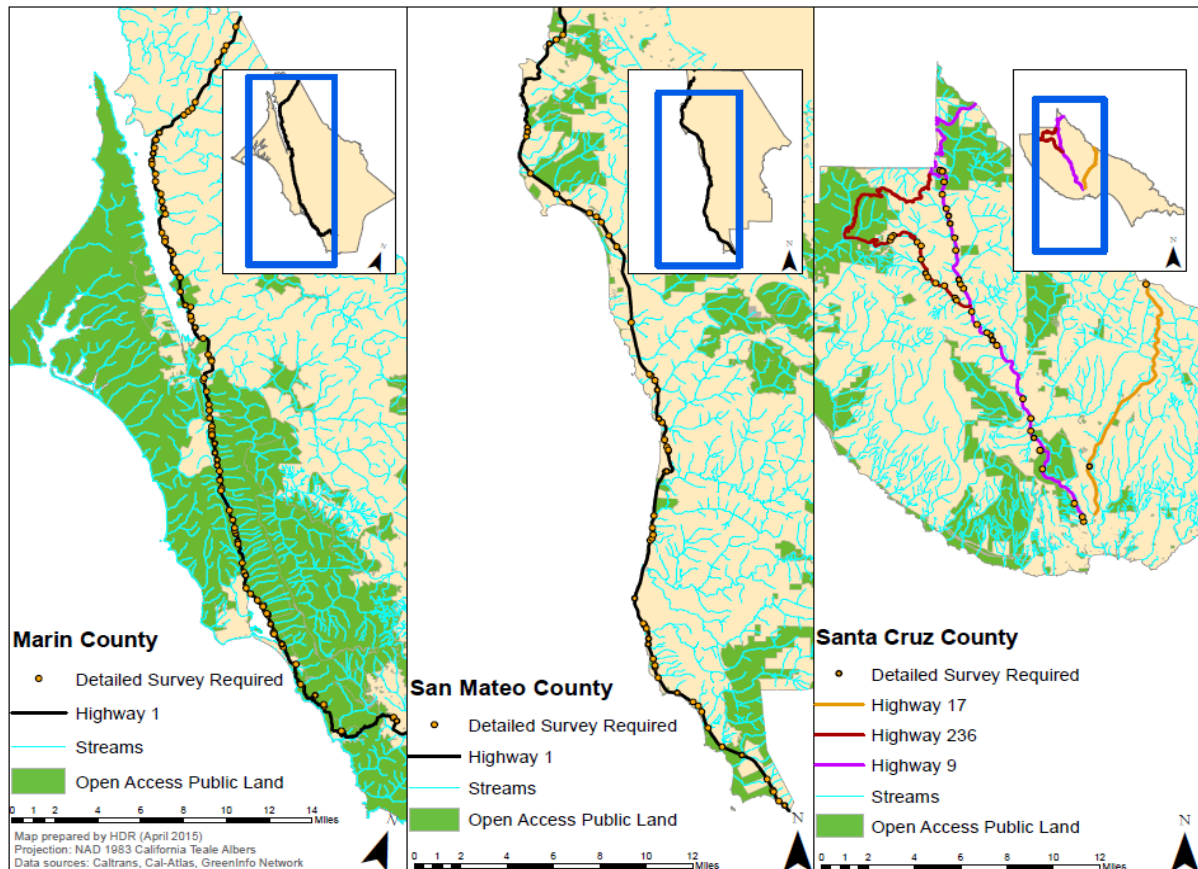 Marin County
Detailed Survey Required
Highway 1
Streams
Open Access Public Land
0 1 2 4 6 8 10 12 14
Miles
Map prepared by HDR (April 2015)
Projection: NAD 1983 California Teale Albers
Data sources: Caltrans, Cal-Atlas, GreenInfo Network
N
N
San Mateo County
Detailed Survey Required
Highway 1
Streams
Open Access Public Land
0 1 2 4 6 8 10 12
Miles
N
N
Santa Cruz County
Detailed Survey Required
Highway 17
Highway 236
Highway 9
Streams
Open Access Public Land
0 1 2 4 6 8 10 12
Miles
N
N